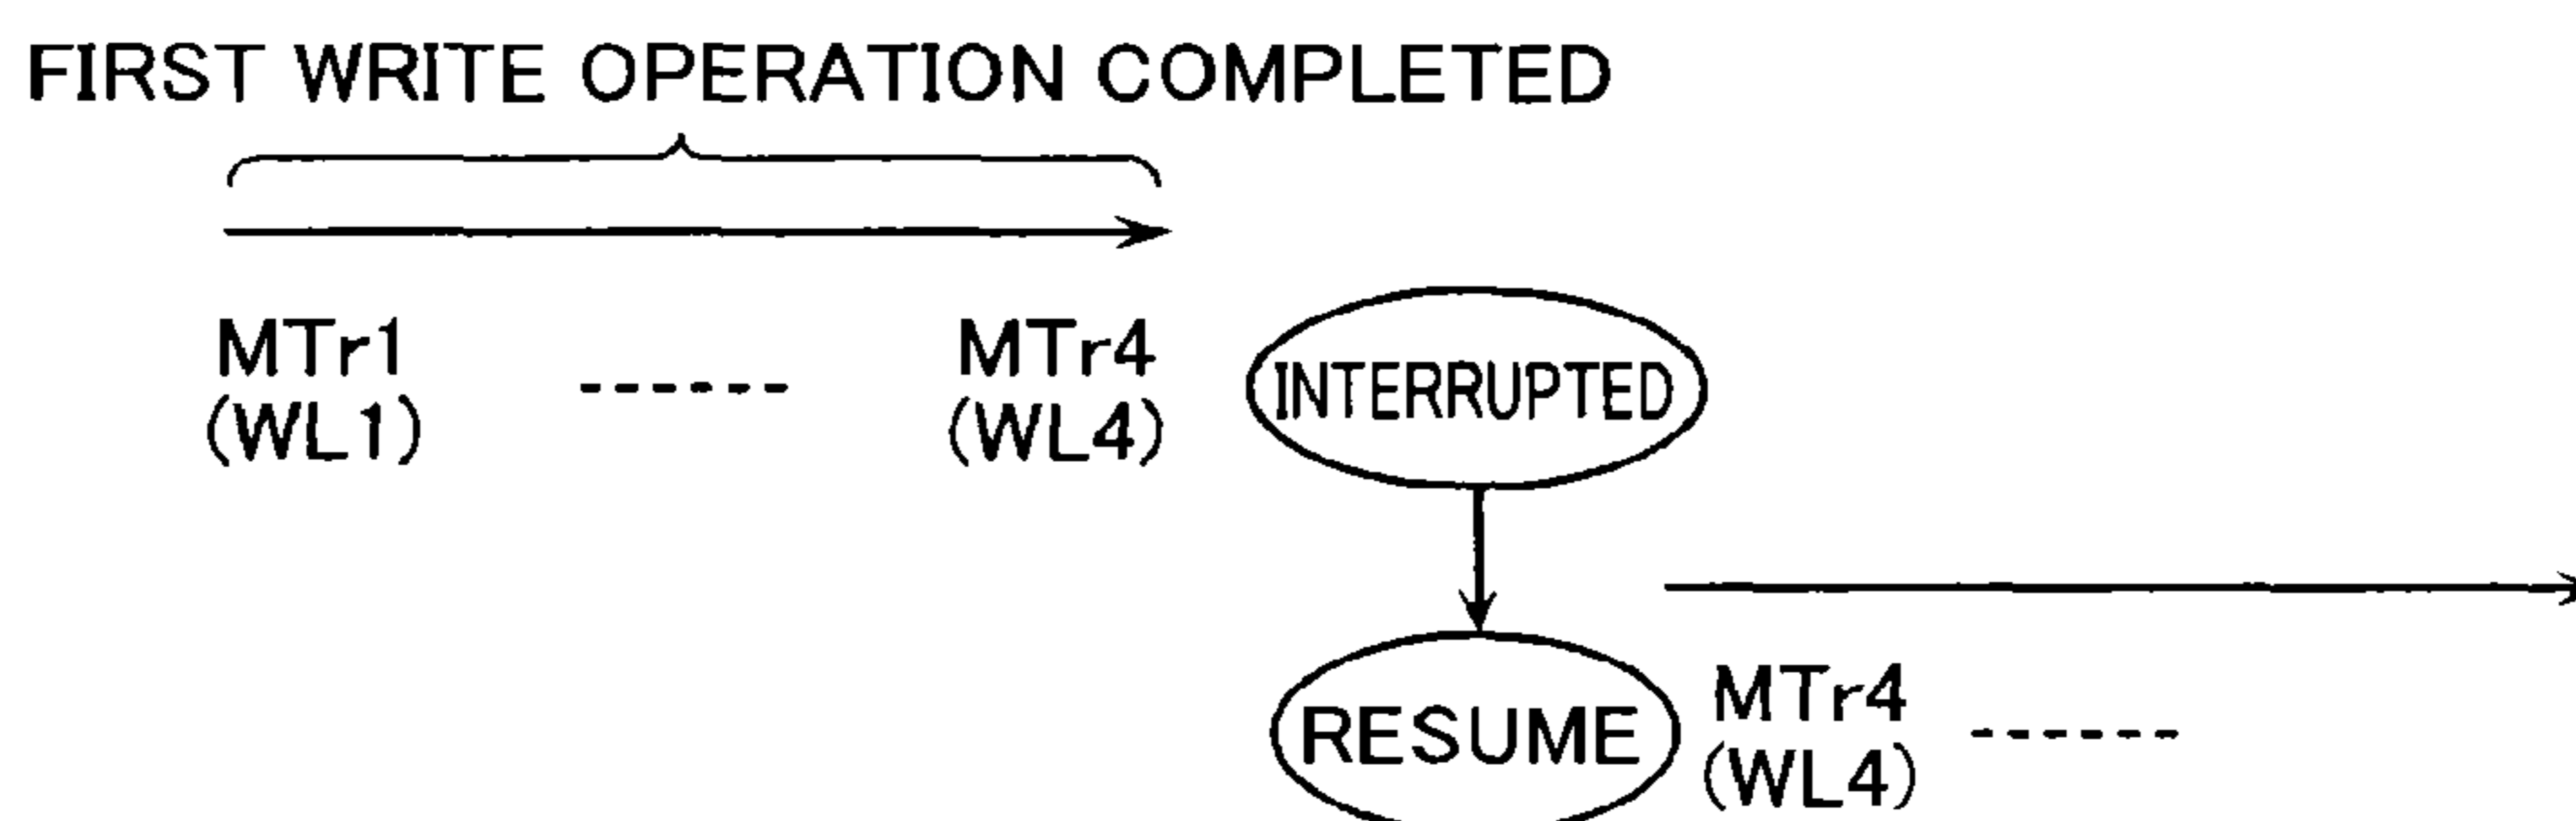 FIRST WRITE OPERATION COMPLETED
MTr1 ------ MTr4
(WL1) (WL4)
INTERRUPTED
RESUME
MTr4 ------
(WL4)